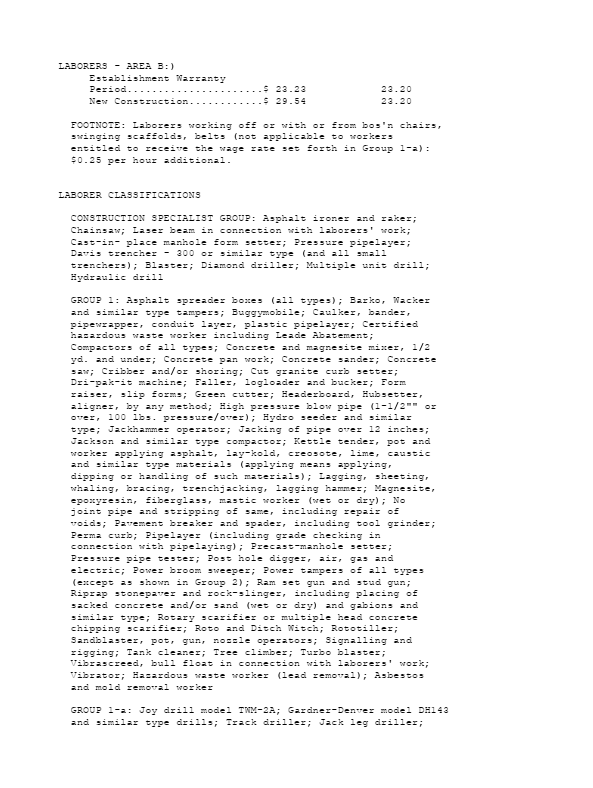 LABORERS - AREA B:)
Establishment Warranty
Period......................$ 23.23 23.20
New Construction............$ 29.54 23.20
FOOTNOTE: Laborers working off or with or from bos'n chairs,
swinging scaffolds, belts (not applicable to workers
entitled to receive the wage rate set forth in Group 1-a):
$0.25 per hour additional.
LABORER CLASSIFICATIONS
CONSTRUCTION SPECIALIST GROUP: Asphalt ironer and raker;
Chainsaw; Laser beam in connection with laborers' work;
Cast-in- place manhole form setter; Pressure pipelayer;
Davis trencher - 300 or similar type (and all small
trenchers); Blaster; Diamond driller; Multiple unit drill;
Hydraulic drill
GROUP 1: Asphalt spreader boxes (all types); Barko, Wacker
and similar type tampers; Buggymobile; Caulker, bander,
pipewrapper, conduit layer, plastic pipelayer; Certified
hazardous waste worker including Leade Abatement;
Compactors of all types; Concrete and magnesite mixer, 1/2
yd. and under; Concrete pan work; Concrete sander; Concrete
saw; Cribber and/or shoring; Cut granite curb setter;
Dri-pak-it machine; Faller, logloader and bucker; Form
raiser, slip forms; Green cutter; Headerboard, Hubsetter,
aligner, by any method; High pressure blow pipe (1-1/2"" or
over, 100 lbs. pressure/over); Hydro seeder and similar
type; Jackhammer operator; Jacking of pipe over 12 inches;
Jackson and similar type compactor; Kettle tender, pot and
worker applying asphalt, lay-kold, creosote, lime, caustic
and similar type materials (applying means applying,
dipping or handling of such materials); Lagging, sheeting,
whaling, bracing, trenchjacking, lagging hammer; Magnesite,
epoxyresin, fiberglass, mastic worker (wet or dry); No
joint pipe and stripping of same, including repair of
voids; Pavement breaker and spader, including tool grinder;
Perma curb; Pipelayer (including grade checking in
connection with pipelaying); Precast-manhole setter;
Pressure pipe tester; Post hole digger, air, gas and
electric; Power broom sweeper; Power tampers of all types
(except as shown in Group 2); Ram set gun and stud gun;
Riprap stonepaver and rock-slinger, including placing of
sacked concrete and/or sand (wet or dry) and gabions and
similar type; Rotary scarifier or multiple head concrete
chipping scarifier; Roto and Ditch Witch; Rototiller;
Sandblaster, pot, gun, nozzle operators; Signalling and
rigging; Tank cleaner; Tree climber; Turbo blaster;
Vibrascreed, bull float in connection with laborers' work;
Vibrator; Hazardous waste worker (lead removal); Asbestos
and mold removal worker
GROUP 1-a: Joy drill model TWM-2A; Gardner-Denver model DH143
and similar type drills; Track driller; Jack leg driller;